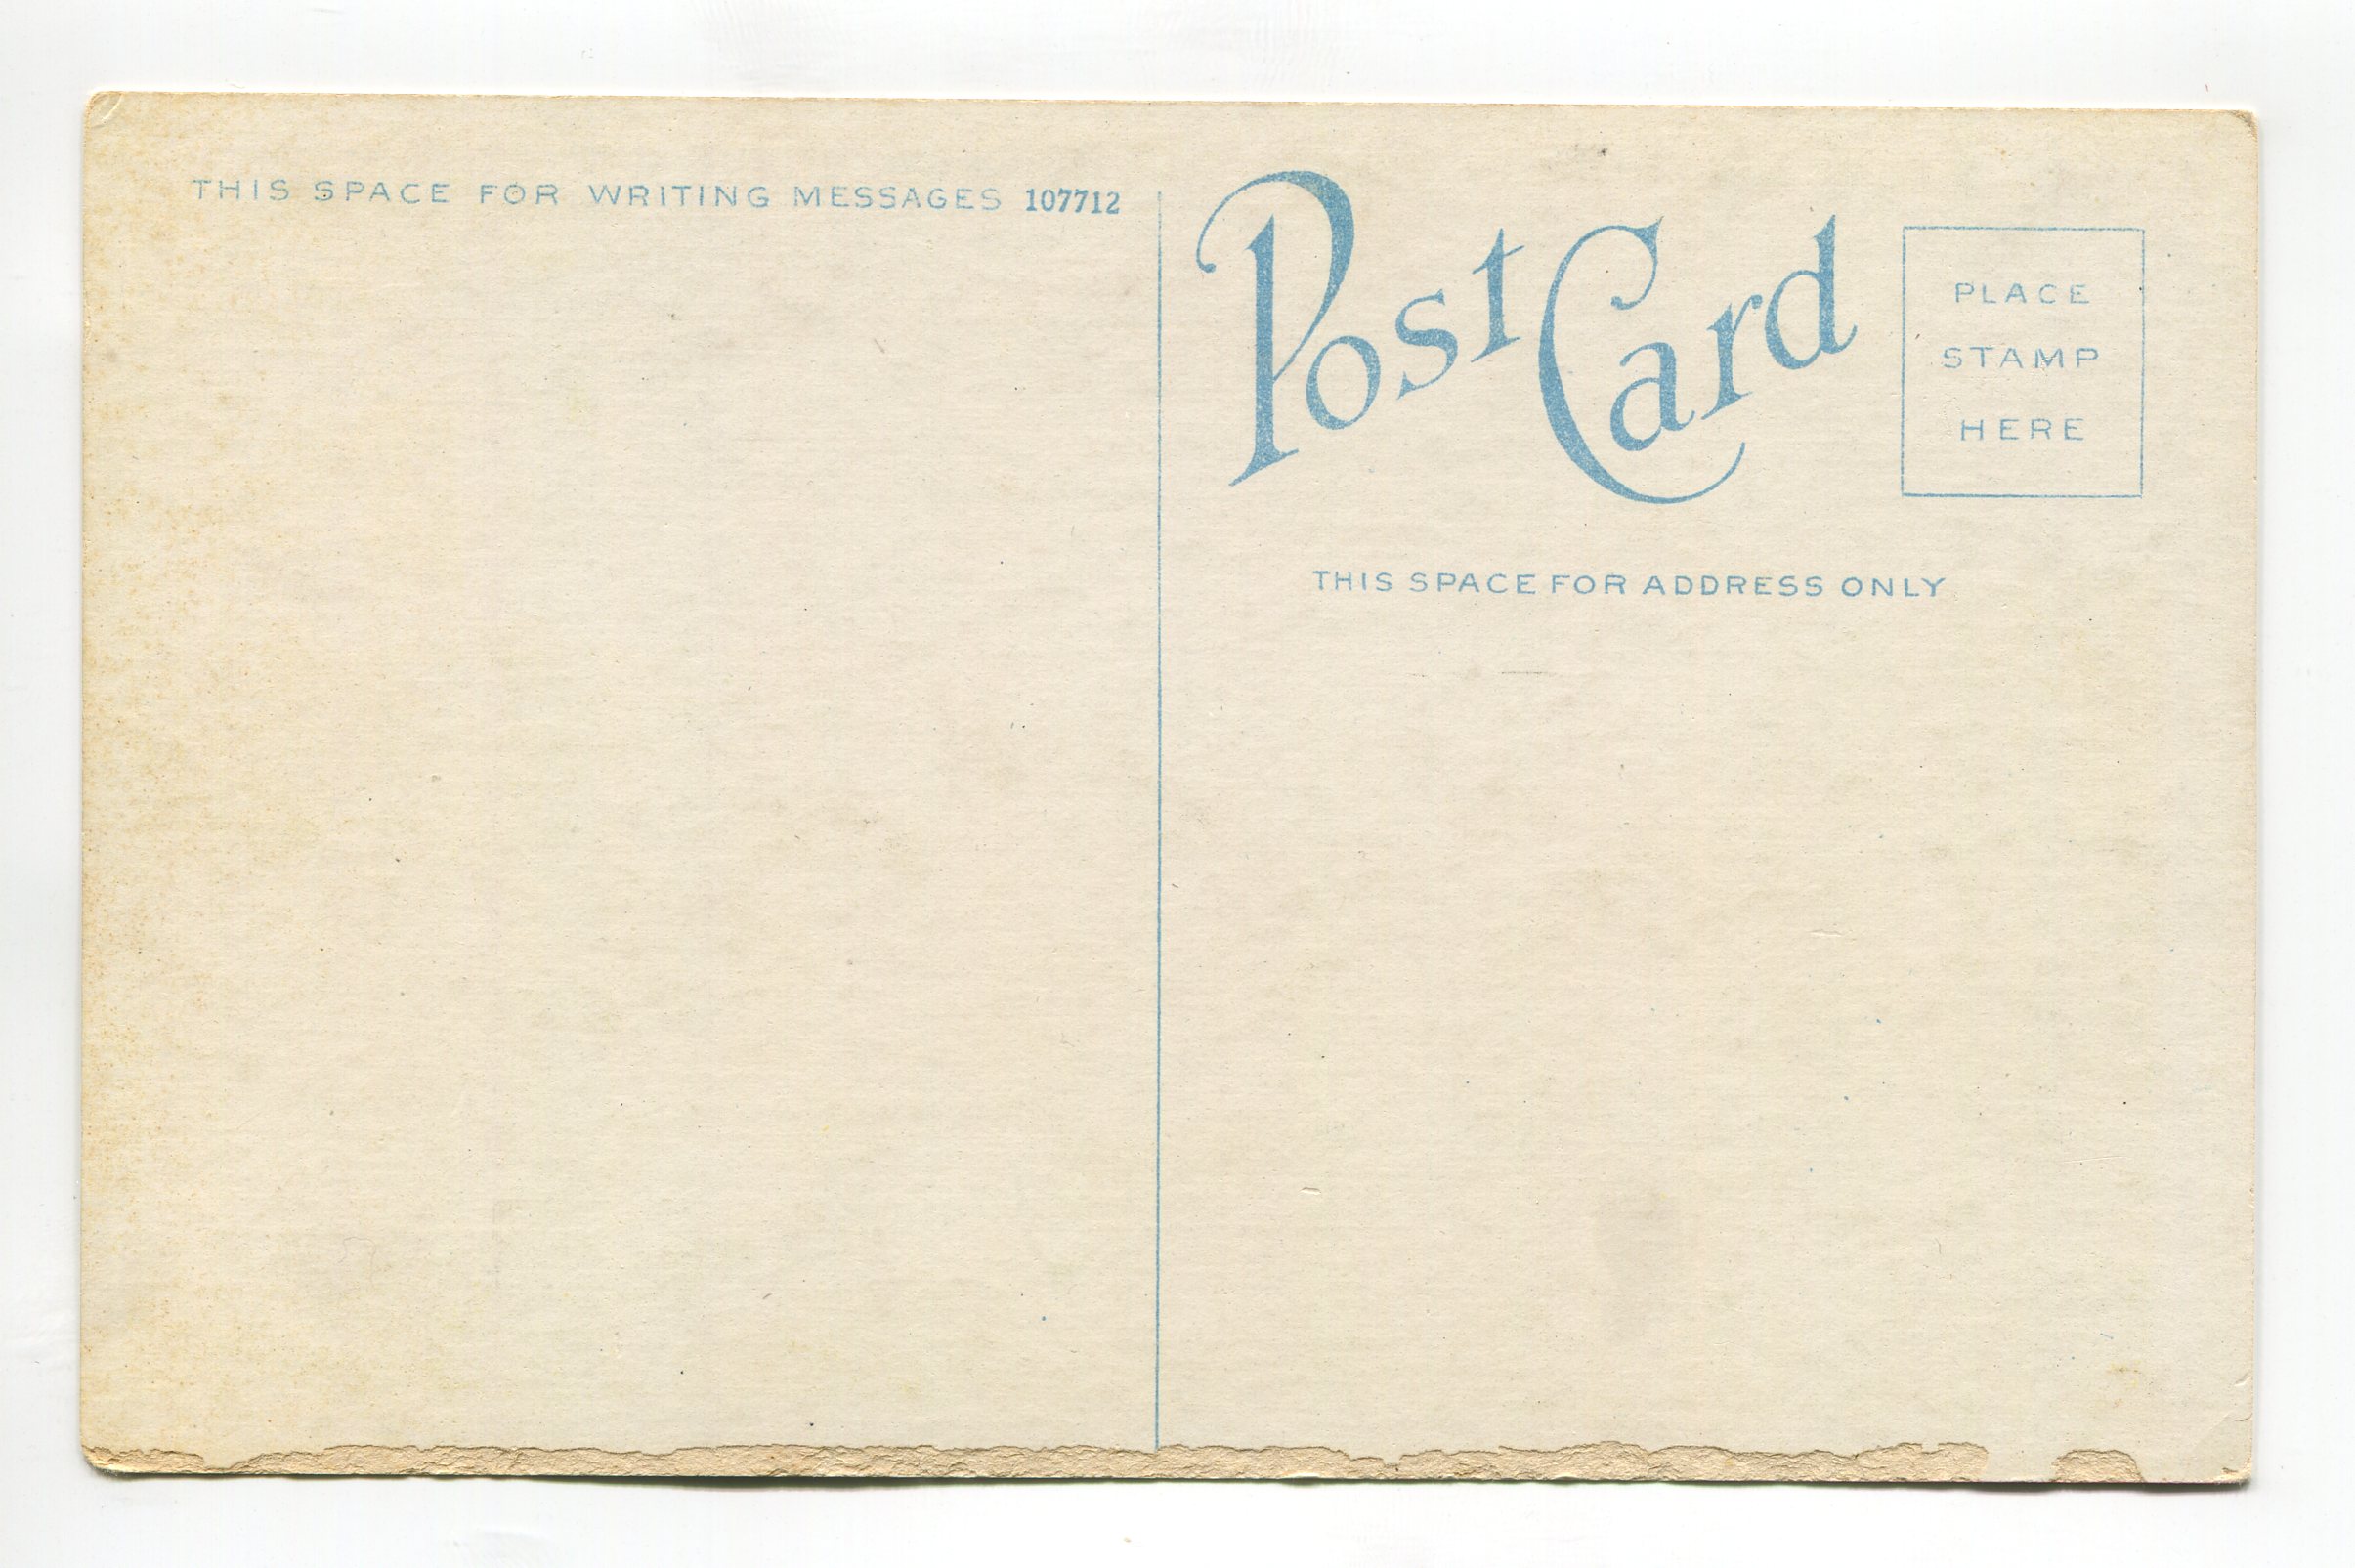 THIS SPACE FOR WRITING MESSAGES 107712
Post Card
PLACE
STAMP
HERE
THIS SPACE FOR ADDRESS ONLY